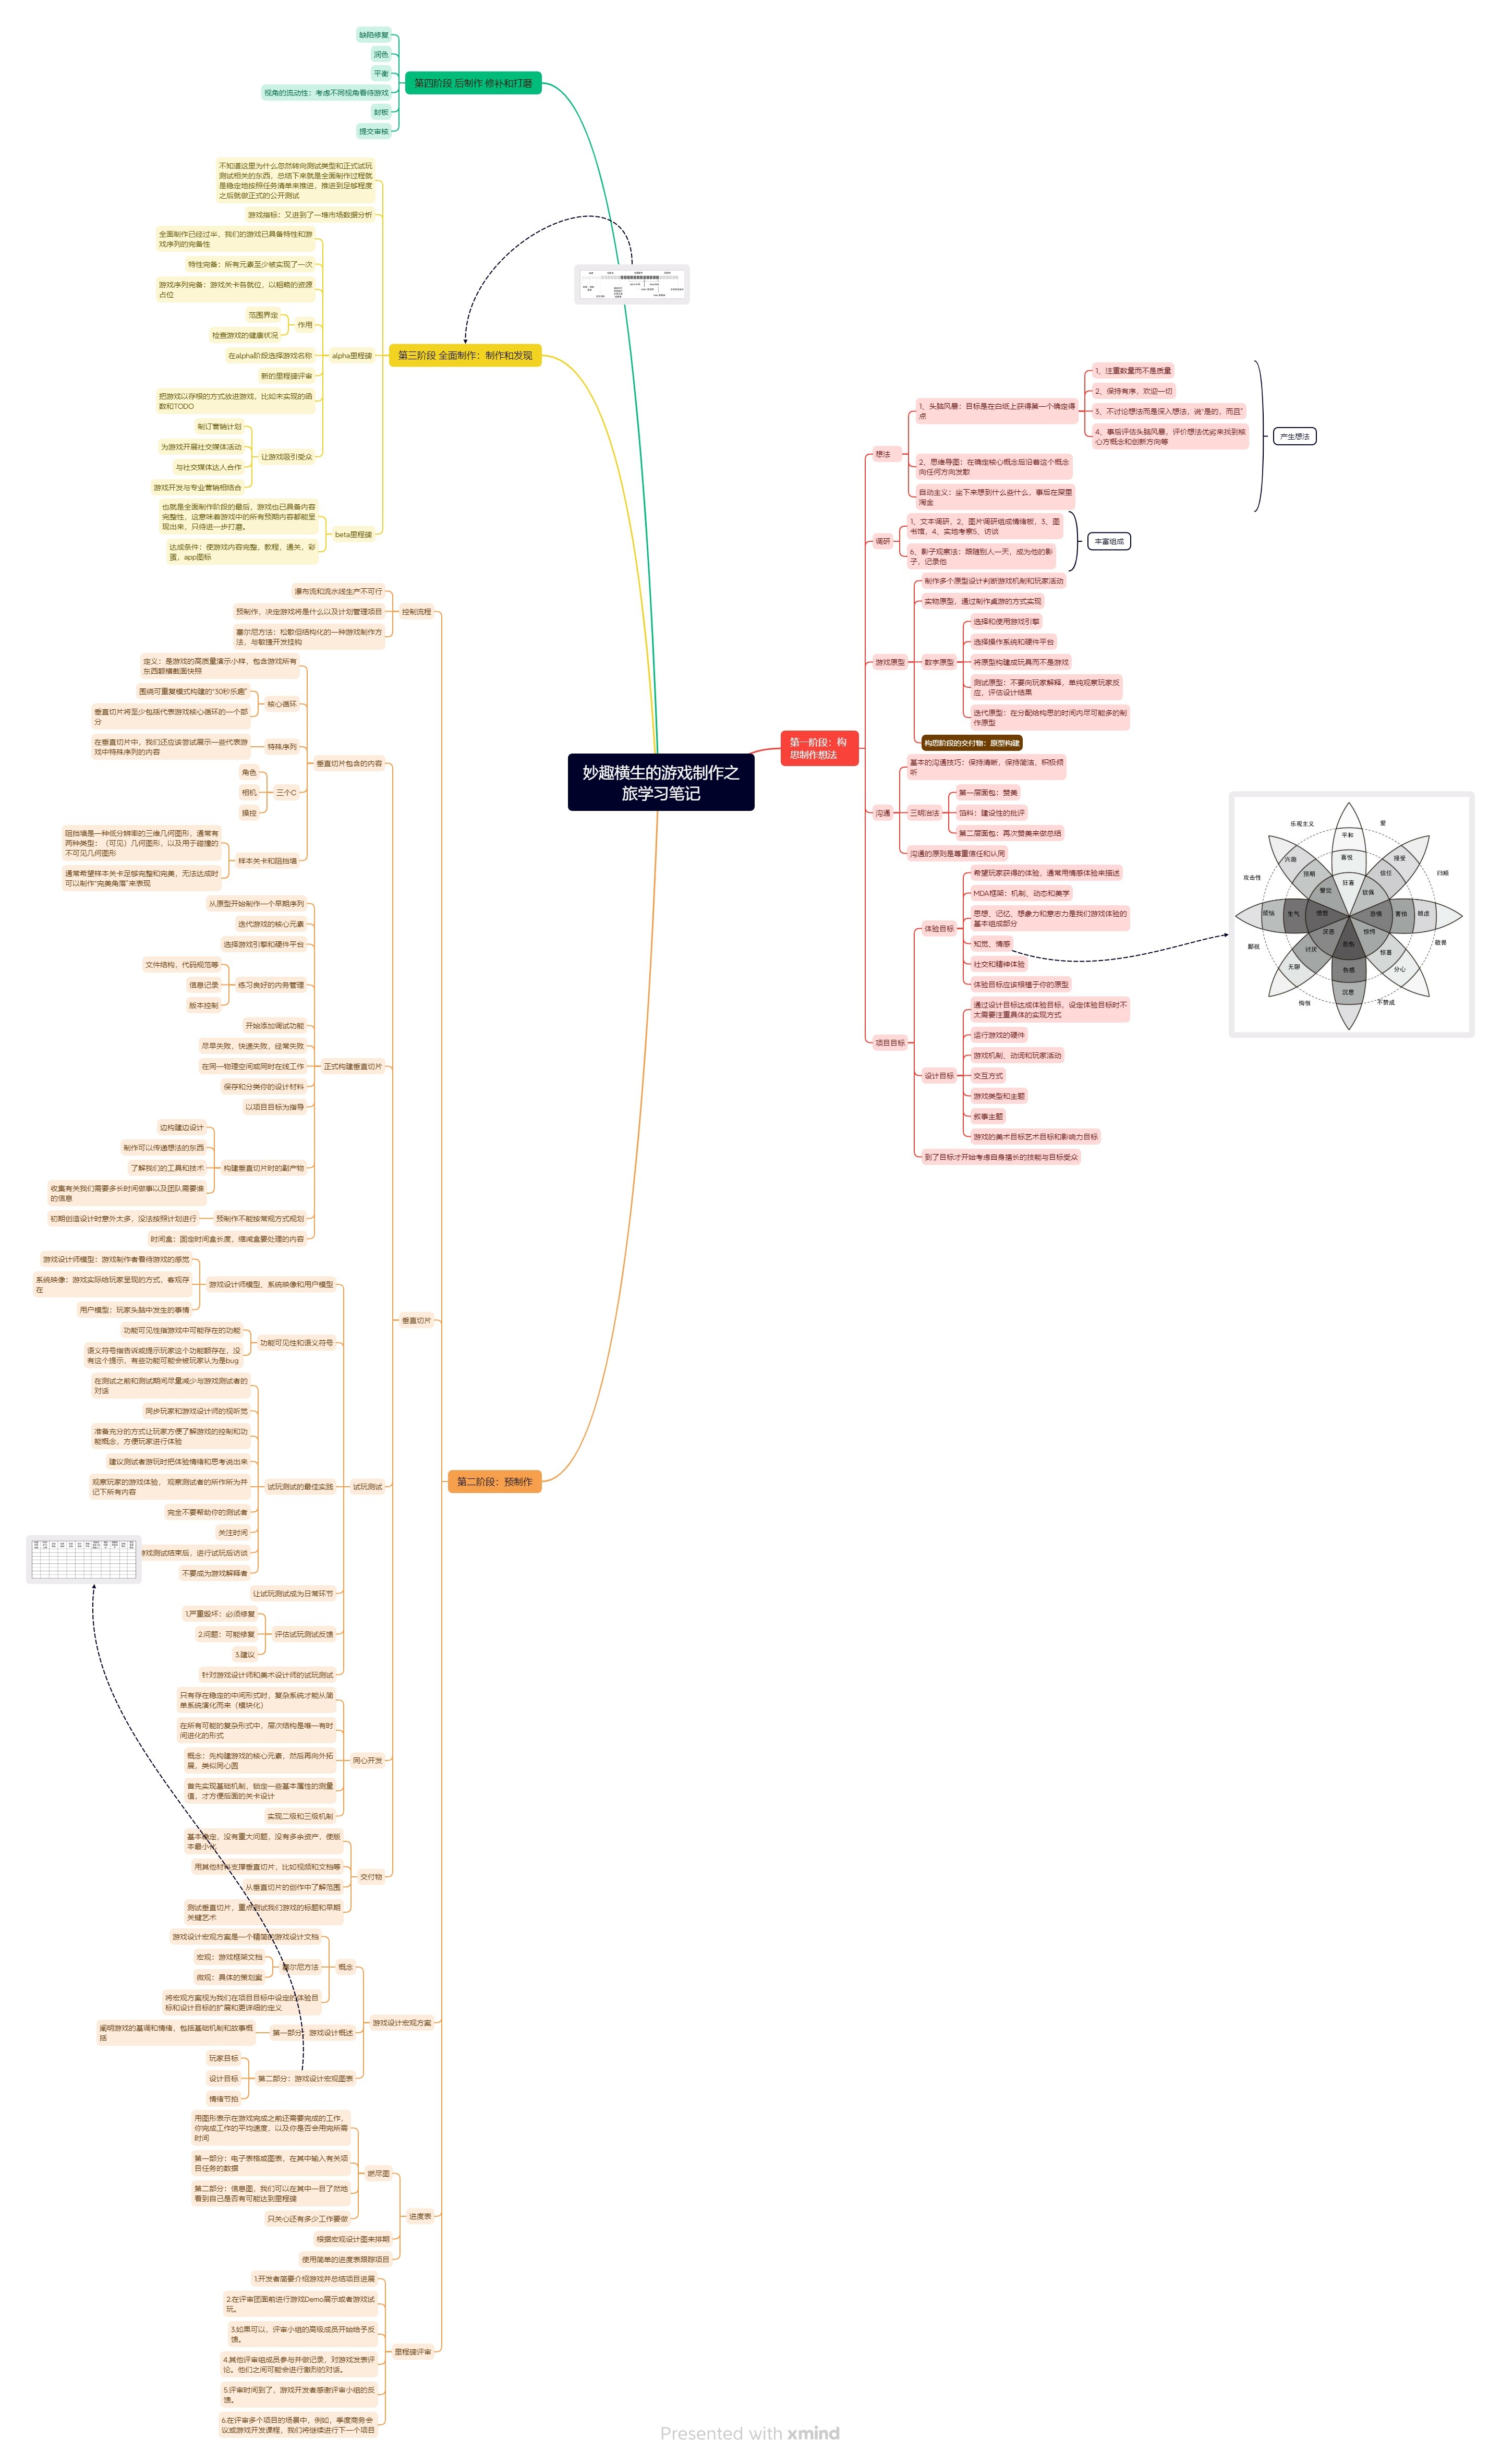 妙趣横生的游戏制作之
旅学习笔记
第一阶段：构
思制作想法
想法
1、头脑风暴：目标是在白纸上获得第一个确定得
点
1、注重数量而不是质量
2、保持有序，欢迎一切
3、不讨论想法而是深入想法，说“是的，而且”
4、事后评估头脑风暴，评价想法优劣来找到核
心方概念和创新方向等
2、思维导图：在确定核心概念后沿着这个概念
向任何方向发散
自动主义：坐下来想到什么些什么，事后在屎里
淘金
产生想法
调研
1、文本调研，2、图片调研组成情绪板，3、图
书馆，4、实地考察5、访谈
6、影子观察法：跟随别人一天，成为他的影
子，记录他
丰富组成
游戏原型
制作多个原型设计判断游戏机制和玩家活动
实物原型，通过制作桌游的方式实现
数字原型
选择和使用游戏引擎
选择操作系统和硬件平台
将原型构建成玩具而不是游戏
测试原型：不要向玩家解释，单纯观察玩家反
应，评估设计结果
迭代原型：在分配给构思的时间内尽可能多的制
作原型
构思阶段的交付物：原型构建
沟通
基本的沟通技巧：保持清晰，保持简洁，积极倾
听
三明治法
第一层面包：赞美
馅料：建设性的批评
第二层面包：再次赞美来做总结
沟通的原则是尊重信任和认同
项目目标
体验目标
希望玩家获得的体验，通常用情感体验来描述
MDA框架：机制、动态和美学
思想、记忆、想象力和意志力是我们游戏体验的
基本组成部分
知觉、情感
社交和精神体验
体验目标应该根植于你的原型
设计目标
通过设计目标达成体验目标，设定体验目标时不
太需要注重具体的实现方式
运行游戏的硬件
游戏机制、动词和玩家活动
交互方式
游戏类型和主题
叙事主题
游戏的美术目标艺术目标和影响力目标
到了目标才开始考虑自身擅长的技能与目标受众
乐观主义
爱
平和
兴趣
喜悦
接受
预期
信任
攻击性
归顺
狂喜
警觉
钦佩
烦恼
生气
愤怒
恐惧
害怕
顾虑
厌恶
悲伤
惊愕
鄙视
敬畏
讨厌
惊喜
无聊
伤感
分心
沉思
悔恨
不赞成
第二阶段：预制作
控制流程
瀑布流和流水线生产不可行
预制作，决定游戏将是什么以及计划管理项目
塞尔尼方法：松散但结构化的一种游戏制作方
法，与敏捷开发挂钩
垂直切片
垂直切片包含的内容
定义：是游戏的高质量演示小样，包含游戏所有
东西额横截面快照
核心循环
围绕可重复模式构建的“30秒乐趣”
垂直切片将至少包括代表游戏核心循环的一个部
分
特殊序列
在垂直切片中，我们还应该尝试展示一些代表游
戏中特殊序列的内容
三个C
角色
相机
操控
样本关卡和阻挡墙
阻挡墙是一种低分辨率的三维几何图形，通常有
两种类型：（可见）几何图形，以及用于碰撞的
不可见几何图形
通常希望样本关卡足够完整和完美，无法达成时
可以制作“完美角落”来表现
正式构建垂直切片
从原型开始制作一个早期序列
迭代游戏的核心元素
选择游戏引擎和硬件平台
练习良好的内务管理
文件结构，代码规范等
信息记录
版本控制
开始添加调试功能
尽早失败，快速失败，经常失败
在同一物理空间或同时在线工作
保存和分类你的设计材料
以项目目标为指导
构建垂直切片时的副产物
边构建边设计
制作可以传递想法的东西
了解我们的工具和技术
收集有关我们需要多长时间做事以及团队需要谁
的信息
预制作不能按常规方式规划
初期创造设计时意外太多，没法按照计划进行
时间盒：固定时间盒长度，缩减盒要处理的内容
试玩测试
游戏设计师模型、系统映像和用户模型
游戏设计师模型：游戏制作者看待游戏的感觉
系统映像：游戏实际给玩家呈现的方式，客观存
在
用户模型：玩家头脑中发生的事情
功能可见性和语义符号
功能可见性指游戏中可能存在的功能
语义符号指告诉或提示玩家这个功能额存在，没
有这个提示，有些功能可能会被玩家认为是bug
试玩测试的最佳实践
在测试之前和测试期间尽量减少与游戏测试者的
对话
同步玩家和游戏设计师的视听觉
准备充分的方式让玩家方便了解游戏的控制和功
能概念，方便玩家进行体验
建议测试者游玩时把体验情绪和思考说出来
观察玩家的游戏体验， 观察测试者的所作所为并
记下所有内容
完全不要帮助你的测试者
关注时间
游戏测试结束后，进行试玩后访谈
不要成为游戏解释者
让试玩测试成为日常环节
评估试玩测试反馈
1.严重毁坏：必须修复
2.问题：可能修复
3.建议
针对游戏设计师和美术设计师的试玩测试
同心开发
只有存在稳定的中间形式时，复杂系统才能从简
单系统演化而来（模块化）
在所有可能的复杂形式中，层次结构是唯一有时
间进化的形式
概念：先构建游戏的核心元素，然后再向外拓
展，类似同心圆
首先实现基础机制，锁定一些基本属性的测量
值，才方便后面的关卡设计
实现二级和三级机制
交付物
基本稳定，没有重大问题，没有多余资产，使版
本最小化
用其他材料支撑垂直切片，比如视频和文档等
从垂直切片的创作中了解范围
测试垂直切片，重点测试我们游戏的标题和早期
关键艺术
游戏设计宏观方案
概念
游戏设计宏观方案是一个精简的游戏设计文档
塞尔尼方法
宏观：游戏框架文档
微观：具体的策划案
将宏观方案视为我们在项目目标中设定的体验目
标和设计目标的扩展和更详细的定义
第一部分：游戏设计概述
阐明游戏的基调和情绪，包括基础机制和故事概
括
第二部分：游戏设计宏观图表
玩家目标
设计目标
情绪节拍
进度表
燃尽图
用图形表示在游戏完成之前还需要完成的工作，
你完成工作的平均速度，以及你是否会用完所需
时间
第一部分：电子表格或图表，在其中输入有关项
目任务的数据
第二部分：信息图，我们可以在其中一目了然地
看到自己是否有可能达到里程碑
只关心还有多少工作要做
根据宏观设计图来排期
使用简单的进度表跟踪项目
里程碑评审
1.开发者简要介绍游戏并总结项目进展
2.在评审团面前进行游戏Demo展示或者游戏试
玩。
3.如果可以，评审小组的高级成员开始给予反
馈。
4.其他评审组成员参与并做记录，对游戏发表评
论。他们之间可能会进行激烈的对话。
5.评审时间到了，游戏开发者感谢评审小组的反
馈。
6.在评审多个项目的场景中，例如，季度商务会
议或游戏开发课程，我们将继续进行下一个项目
第三阶段 全面制作：制作和发现
不知道这里为什么忽然转向测试类型和正式试玩
测试相关的东西，总结下来就是全面制作过程就
是稳定地按照任务清单来推进，推进到足够程度
之后就做正式的公开测试
游戏指标：又进到了一堆市场数据分析
alpha里程碑
全面制作已经过半，我们的游戏已具备特性和游
戏序列的完备性
特性完备：所有元素至少被实现了一次
游戏序列完备：游戏关卡各就位，以粗略的资源
占位
作用
范围界定
检查游戏的健康状况
在alpha阶段选择游戏名称
新的里程碑评审
把游戏以存根的方式放进游戏，比如未实现的函
数和TODO
让游戏吸引受众
制订营销计划
为游戏开展社交媒体活动
与社交媒体达人合作
游戏开发与专业营销相结合
beta里程碑
也就是全面制作阶段的最后，游戏也已具备内容
完整性，这意味着游戏中的所有预期内容都能呈
现出来，只待进一步打磨。
达成条件：使游戏内容完整，教程，通关，彩
蛋，app图标
第四阶段 后制作 修补和打磨
缺陷修复
润色
平衡
视角的流动性：考虑不同视角看待游戏
封板
提交审核
Presented with xmind